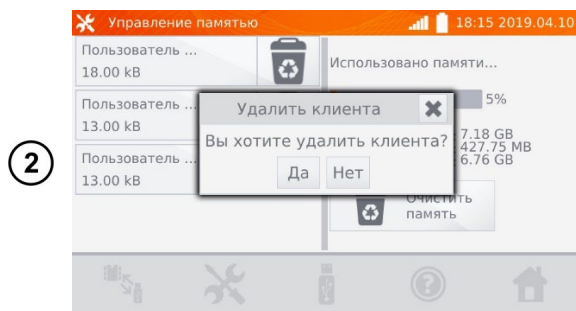 Управление памятью
18:15 2019.04.10
Пользователь ...
18.00 kB
Использовано памяти...
Пользователь ...
13.00 kB
5%
Удалить клиента
Вы хотите удалить клиента?
Да Нет
7.18 GB
427.75 MB
6.76 GB
2
Пользователь ...
13.00 kB
Очистить
память